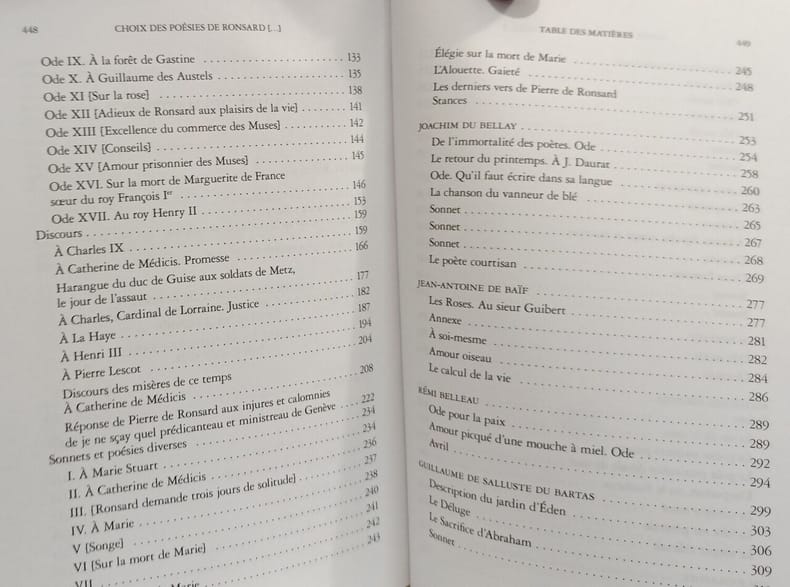 448 CHOIX DES POÉSIES DE RONSARD [...]
Ode IX. À la forêt de Gastine 133
Ode X. À Guillaume des Austels 135
Ode XI [Sur la rose] 138
Ode XII [Adieux de Ronsard aux plaisirs de la vie] 141
Ode XIII [Excellence du commerce des Muses] 142
Ode XIV [Conseils] 144
Ode XV [Amour prisonnier des Muses] 145
Ode XVI. Sur la mort de Marguerite de France
sœur du roy François Ier 146
Ode XVII. Au roy Henry II 153
Discours 159
À Charles IX 159
À Catherine de Médicis. Promesse 166
Harangue du duc de Guise aux soldats de Metz,
le jour de l'assaut 177
À Charles, Cardinal de Lorraine. Justice 182
À La Haye 187
À Henri III 194
À Pierre Lescot 204
Discours des misères de ce temps
À Catherine de Médicis 208
Réponse de Pierre de Ronsard aux injures et calomnies
de je ne sçay quel prédicanteau et ministreau de Genève 222
Sonnets et poésies diverses 234
I. À Marie Stuart 234
II. À Catherine de Médicis 236
III. [Ronsard demande trois jours de solitude] 237
IV. À Marie 238
V [Songe] 240
VI [Sur la mort de Marie] 241
VII 242
243
TABLE DES MATIÈRES 449
Élégie sur la mort de Marie 245
L'Alouette. Gaieté 248
Les derniers vers de Pierre de Ronsard
Stances 251
JOACHIM DU BELLAY 253
De l'immortalité des poètes. Ode 254
Le retour du printemps. À J. Daurat 258
Ode. Qu'il faut écrire dans sa langue 260
La chanson du vanneur de blé 263
Sonnet 265
Sonnet 267
Sonnet 268
Le poète courtisan 269
JEAN-ANTOINE DE BAÏF 277
Les Roses. Au sieur Guibert 277
Annexe 281
À soi-mesme 282
Amour oiseau 284
Le calcul de la vie 286
RÉMI BELLEAU 289
Ode pour la paix 289
Amour picqué d'une mouche à miel. Ode 292
Avril 294
GUILLAUME DE SALLUSTE DU BARTAS 299
Description du jardin d'Éden 303
Le Déluge 306
Le Sacrifice d'Abraham 309
Sonnet